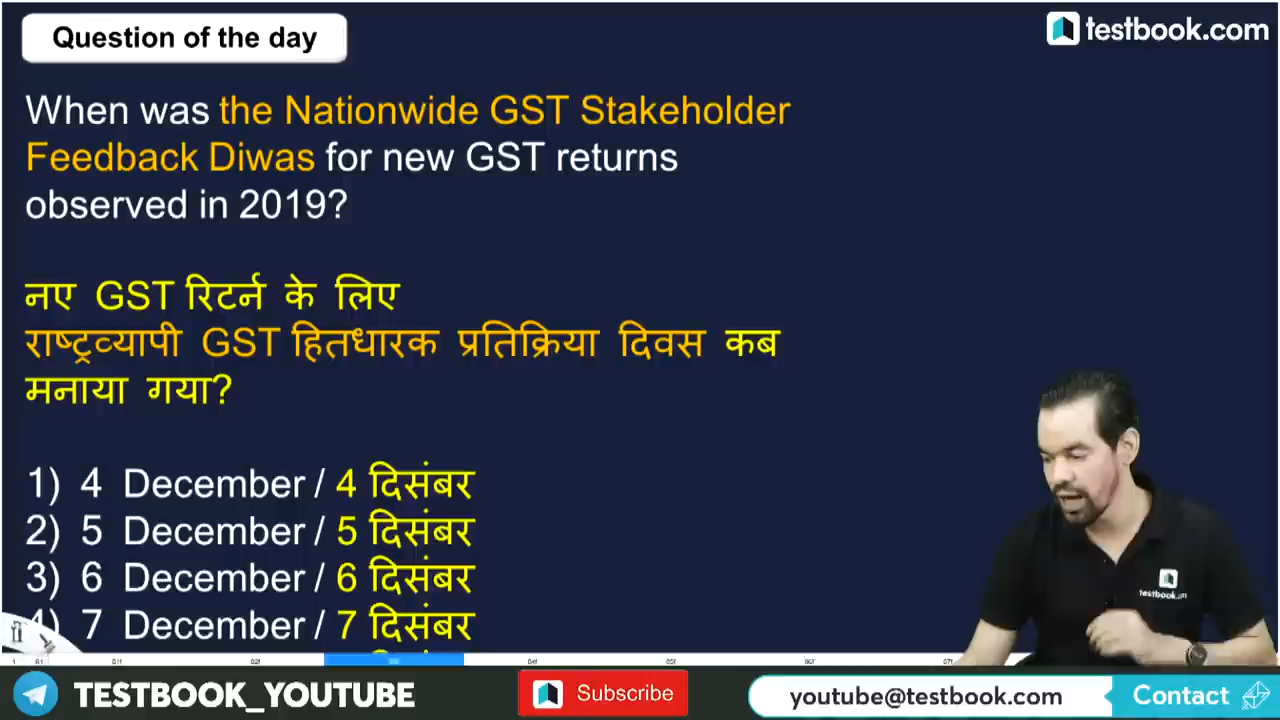 Question of the day
testbook.com
When was the Nationwide GST Stakeholder
Feedback Diwas for new GST returns
observed in 2019?
नए GST रिटर्न के लिए
राष्ट्रव्यापी GST हितधारक प्रतिक्रिया दिवस कब
मनाया गया?
1) 4 December / 4 दिसंबर
2) 5 December / 5 दिसंबर
3) 6 December / 6 दिसंबर
4) 7 December / 7 दिसंबर
TESTBOOK_YOUTUBE
Subscribe
youtube@testbook.com
Contact